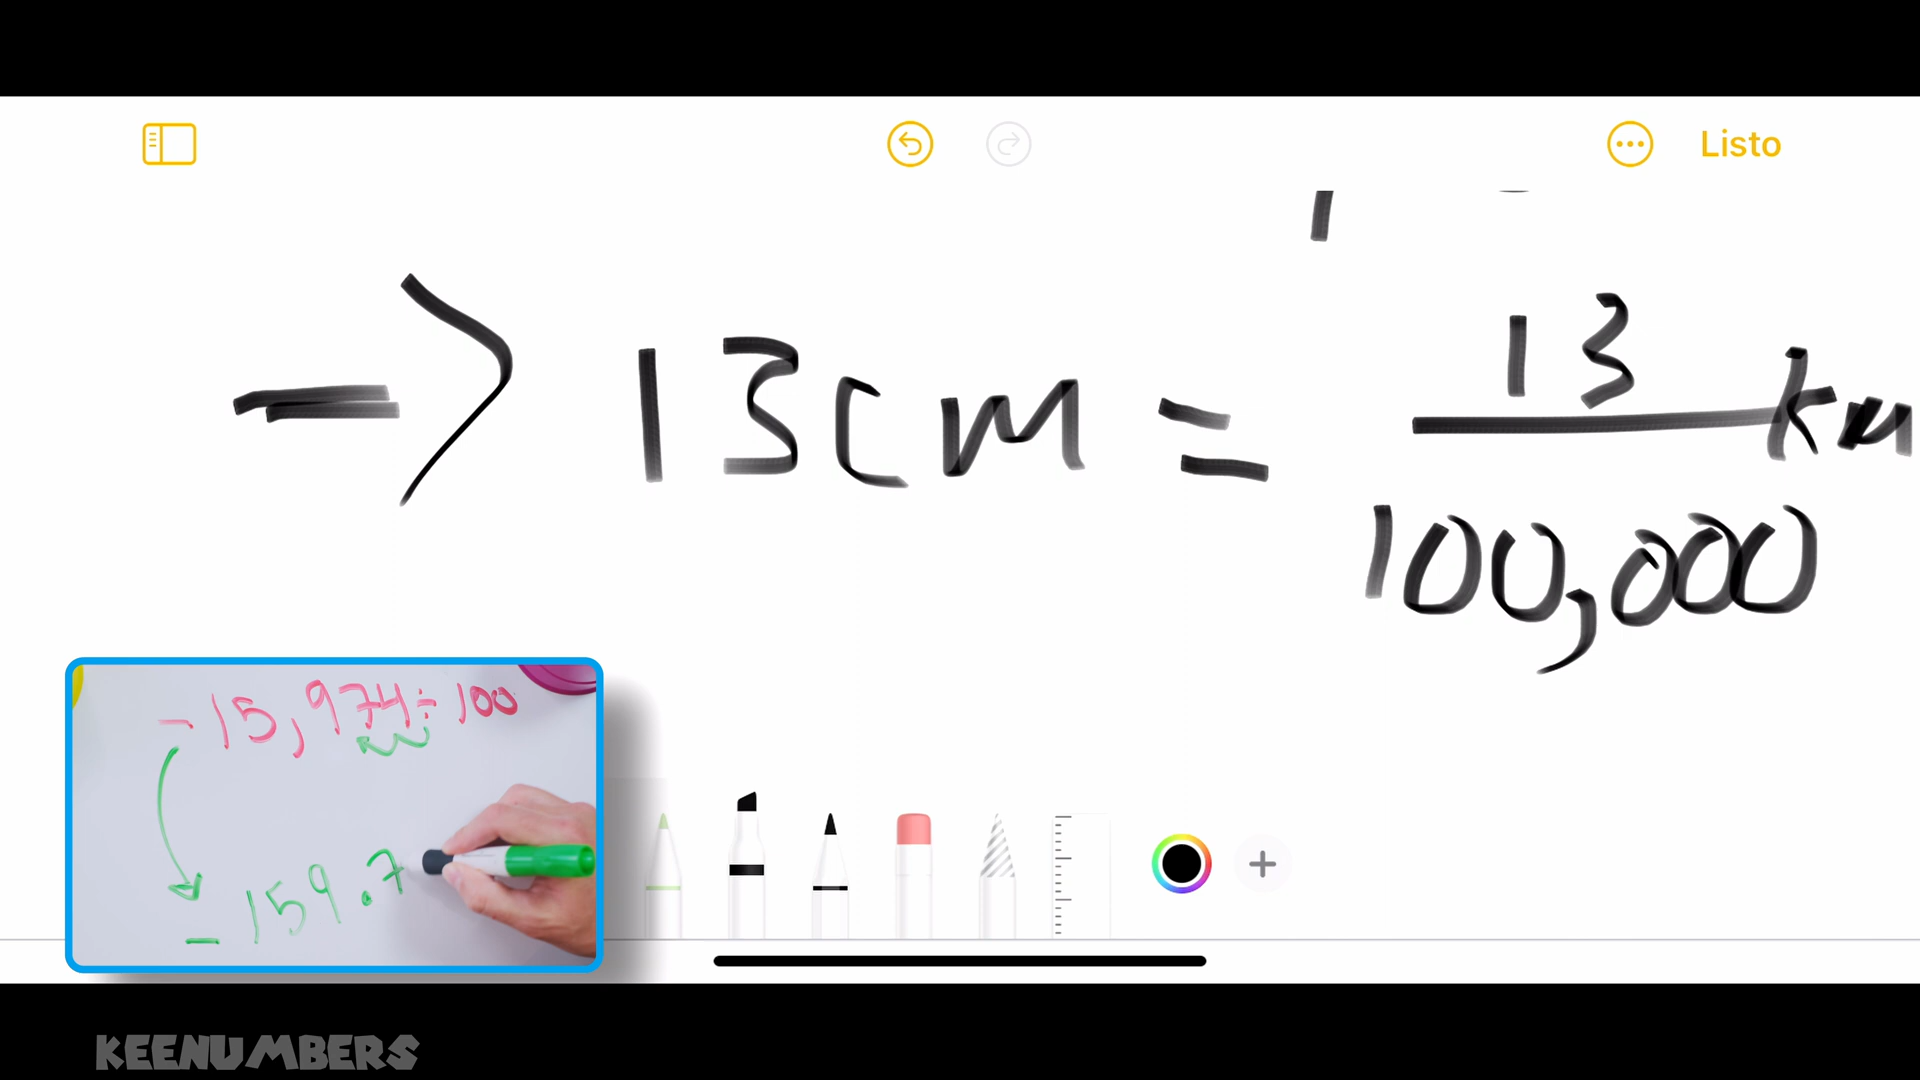 Listo
→ 13cm = 13/100,000 km
-15,974÷100
-159.7
KEENUMBERS